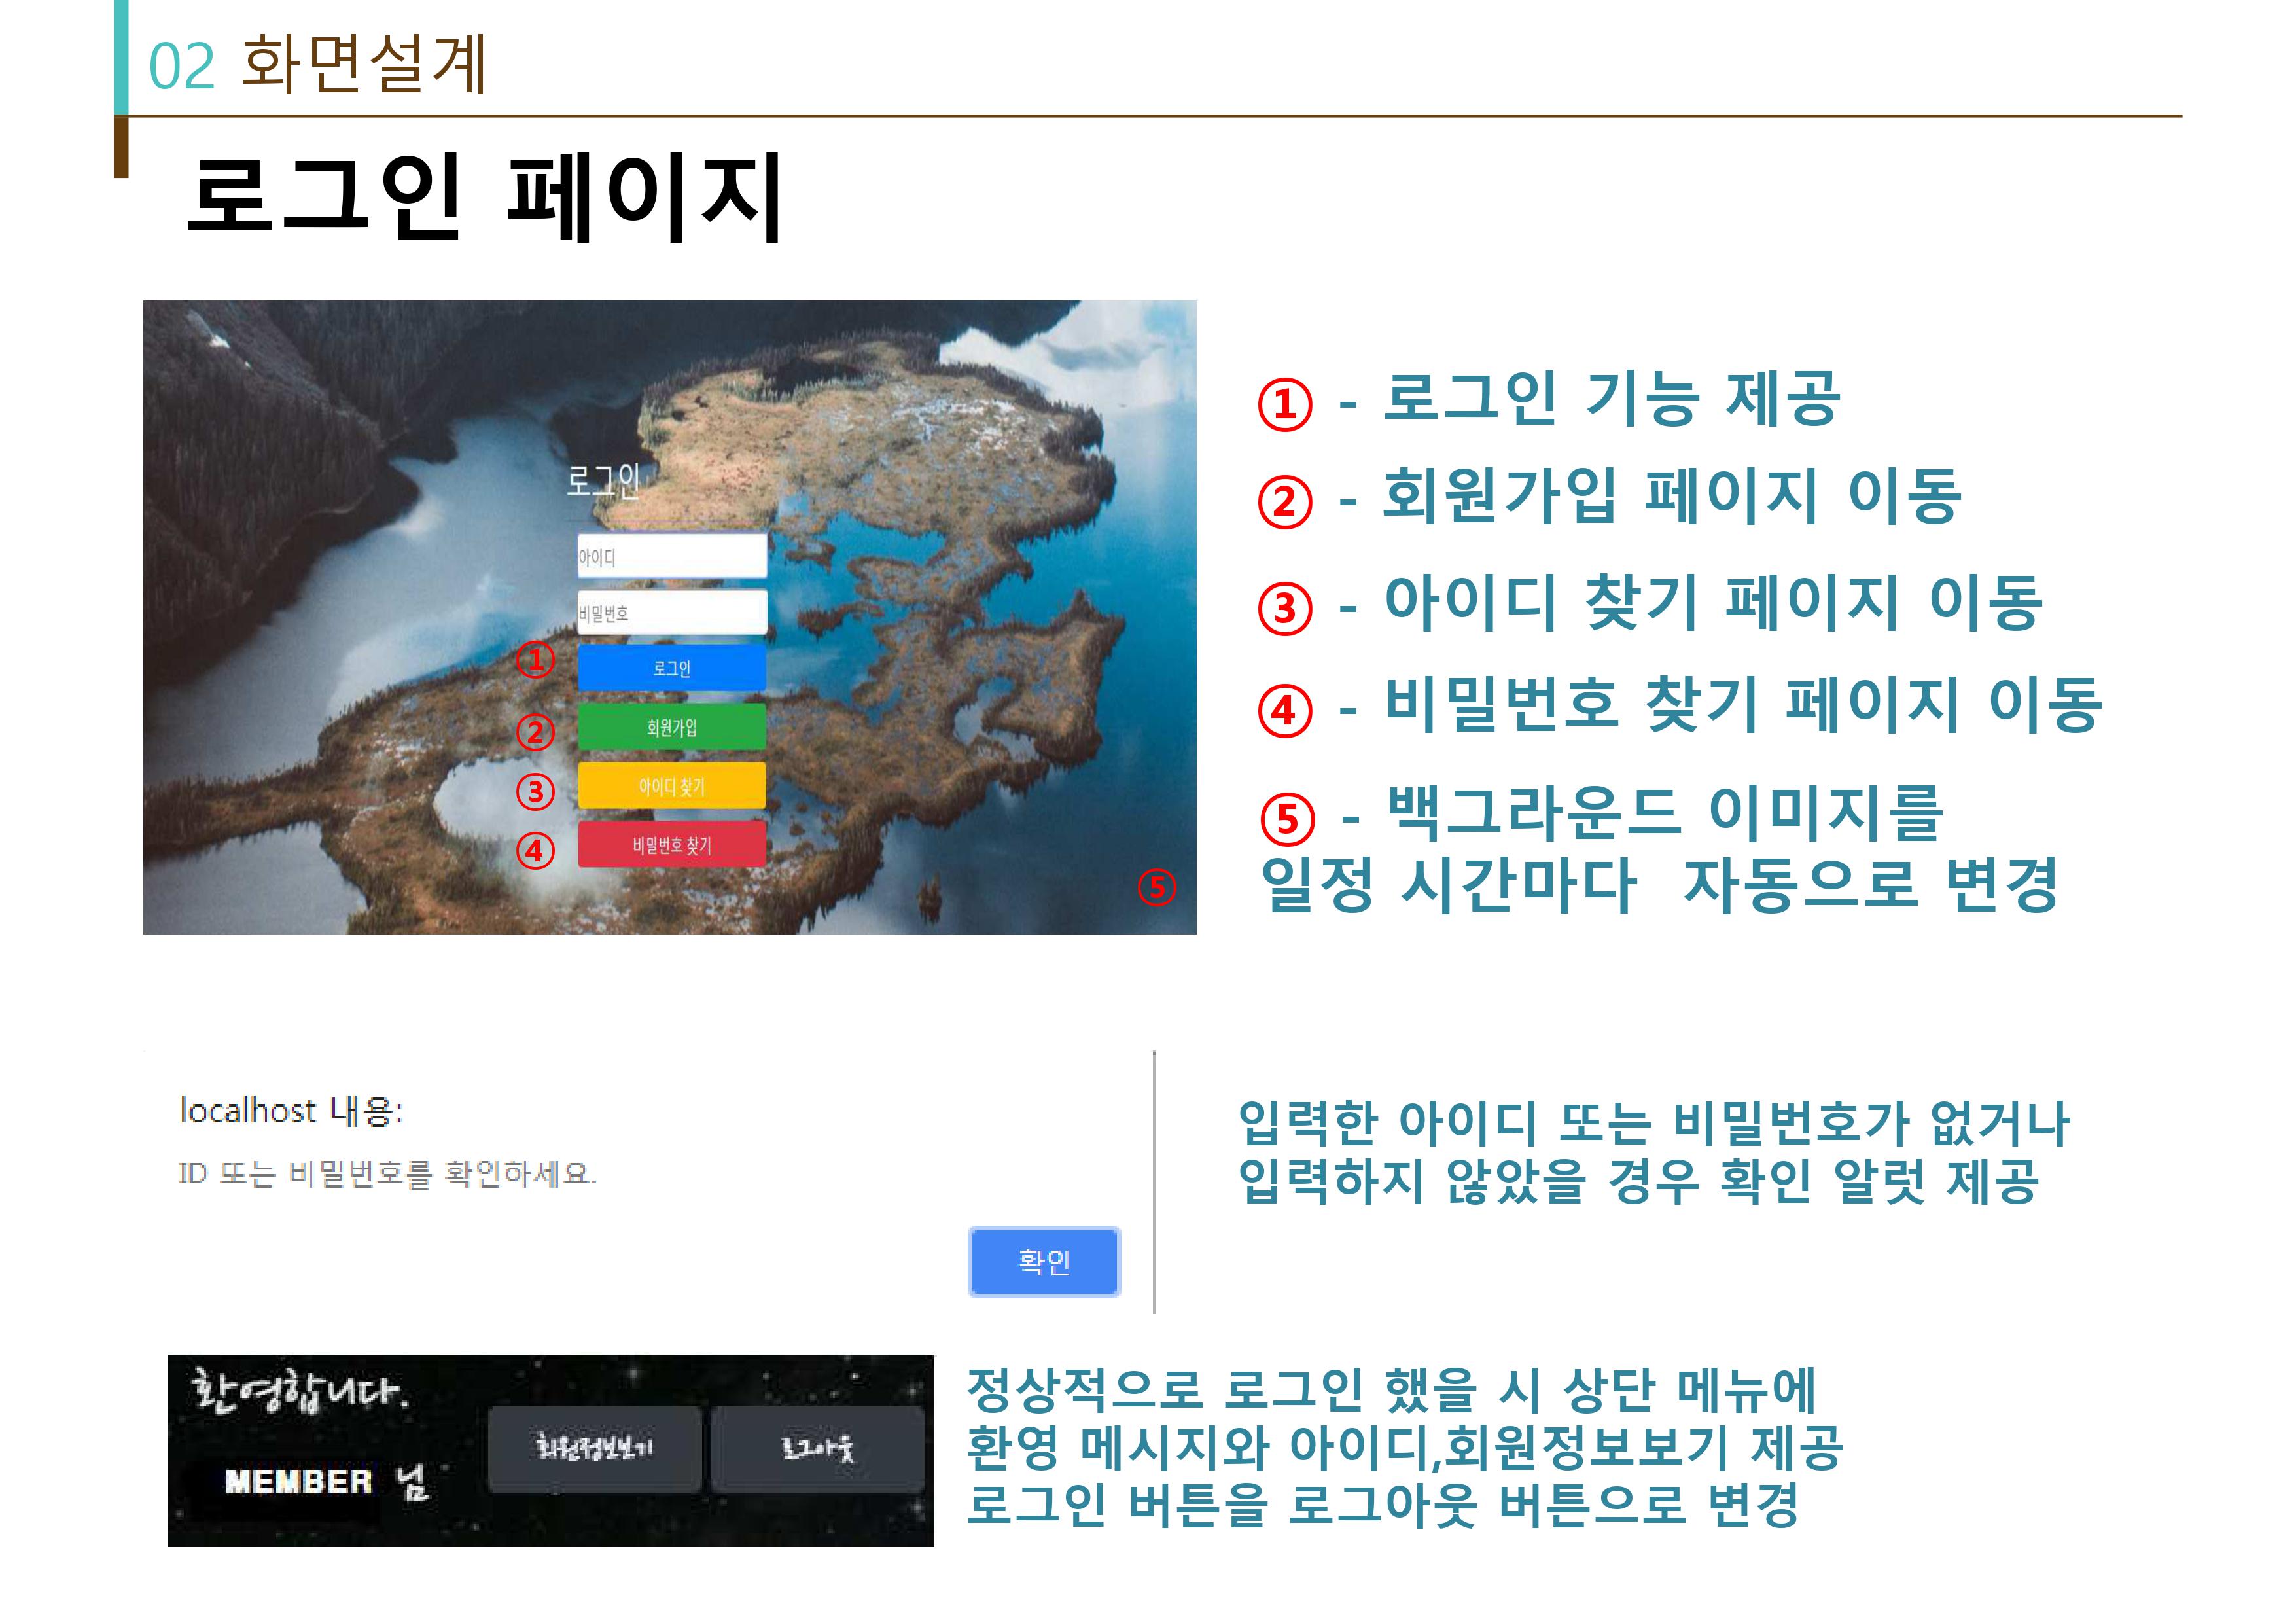 02 화면설계
로그인 페이지
로그인
아이디
비밀번호
① 로그인
② 회원가입
③ 아이디 찾기
④ 비밀번호 찾기
⑤
① - 로그인 기능 제공
② - 회원가입 페이지 이동
③ - 아이디 찾기 페이지 이동
④ - 비밀번호 찾기 페이지 이동
⑤ - 백그라운드 이미지를
일정 시간마다 자동으로 변경
localhost 내용:
ID 또는 비밀번호를 확인하세요.
확인
입력한 아이디 또는 비밀번호가 없거나
입력하지 않았을 경우 확인 알럿 제공
환영합니다.
MEMBER 님
회원정보보기
로그아웃
정상적으로 로그인 했을 시 상단 메뉴에
환영 메시지와 아이디,회원정보보기 제공
로그인 버튼을 로그아웃 버튼으로 변경